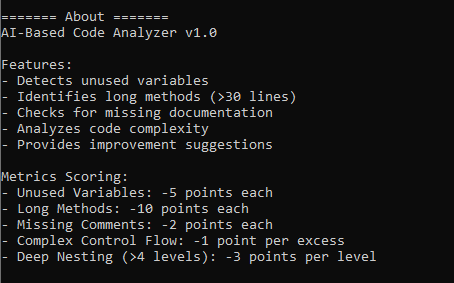 ======= About =======
AI-Based Code Analyzer v1.0
Features:
- Detects unused variables
- Identifies long methods (>30 lines)
- Checks for missing documentation
- Analyzes code complexity
- Provides improvement suggestions
Metrics Scoring:
- Unused Variables: -5 points each
- Long Methods: -10 points each
- Missing Comments: -2 points each
- Complex Control Flow: -1 point per excess
- Deep Nesting (>4 levels): -3 points per level